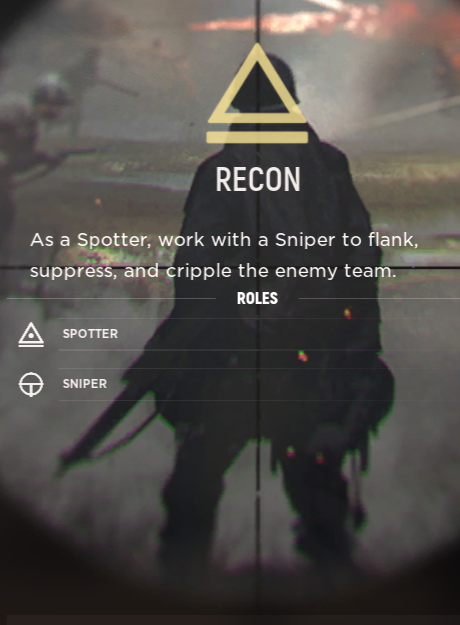 RECON
As a Spotter, work with a Sniper to flank,
suppress, and cripple the enemy team.
ROLES
SPOTTER
SNIPER